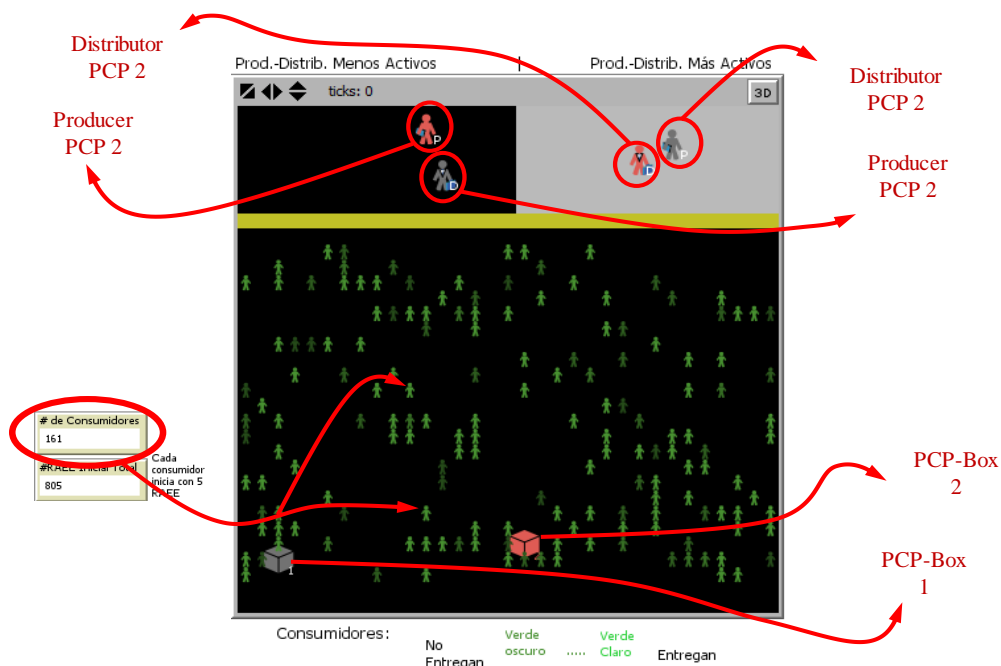 Distributor
PCP 2
Producer
PCP 2
Prod.-Distrib. Menos Activos | Prod.-Distrib. Más Activos
ticks: 0
3D
P
D
D
P
Distributor
PCP 2
Producer
PCP 2
# de Consumidores
161
#RAEE Inicial Total
805
Cada
consumidor
inicia con 5
RAEE
1
PCP-Box
2
PCP-Box
1
Consumidores:
No
Entregan
Verde
oscuro
.....
Verde
Claro
Entregan